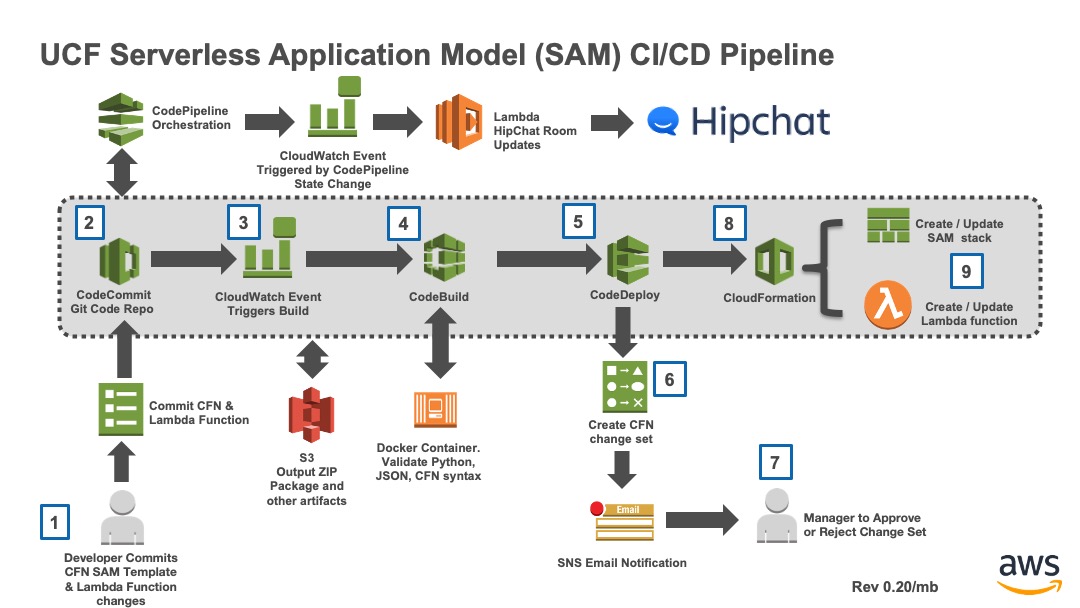 UCF Serverless Application Model (SAM) CI/CD Pipeline
CodePipeline
Orchestration
CloudWatch Event
Triggered by CodePipeline
State Change
Lambda
HipChat Room
Updates
Hipchat
2
CodeCommit
Git Code Repo
3
CloudWatch Event
Triggers Build
4
CodeBuild
5
CodeDeploy
8
CloudFormation
Create / Update
SAM stack
9
λ
Create / Update
Lambda function
Commit CFN &
Lambda Function
S3
Output ZIP
Package and
other artifacts
Docker Container.
Validate Python,
JSON, CFN syntax
6
Create CFN
change set
1
Developer Commits
CFN SAM Template
& Lambda Function
changes
Email
SNS Email Notification
7
Manager to Approve
or Reject Change Set
Rev 0.20/mb
aws